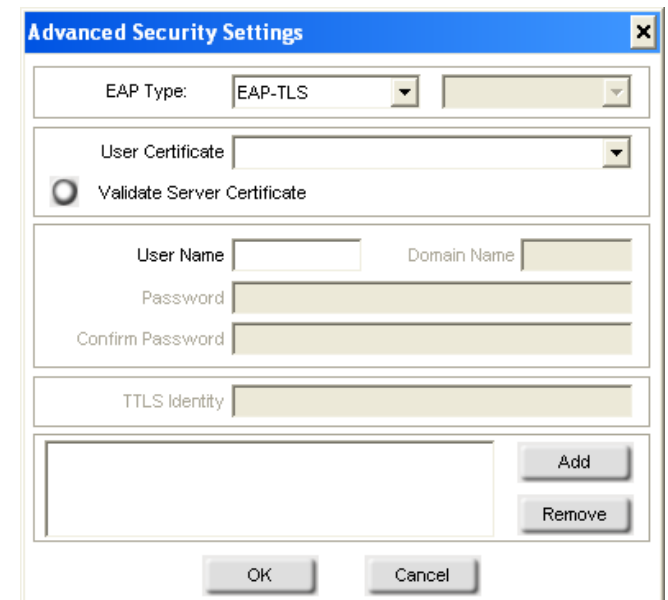 Advanced Security Settings
EAP Type: EAP-TLS
User Certificate
Validate Server Certificate
User Name Domain Name
Password
Confirm Password
TTLS Identity
Add
Remove
OK Cancel